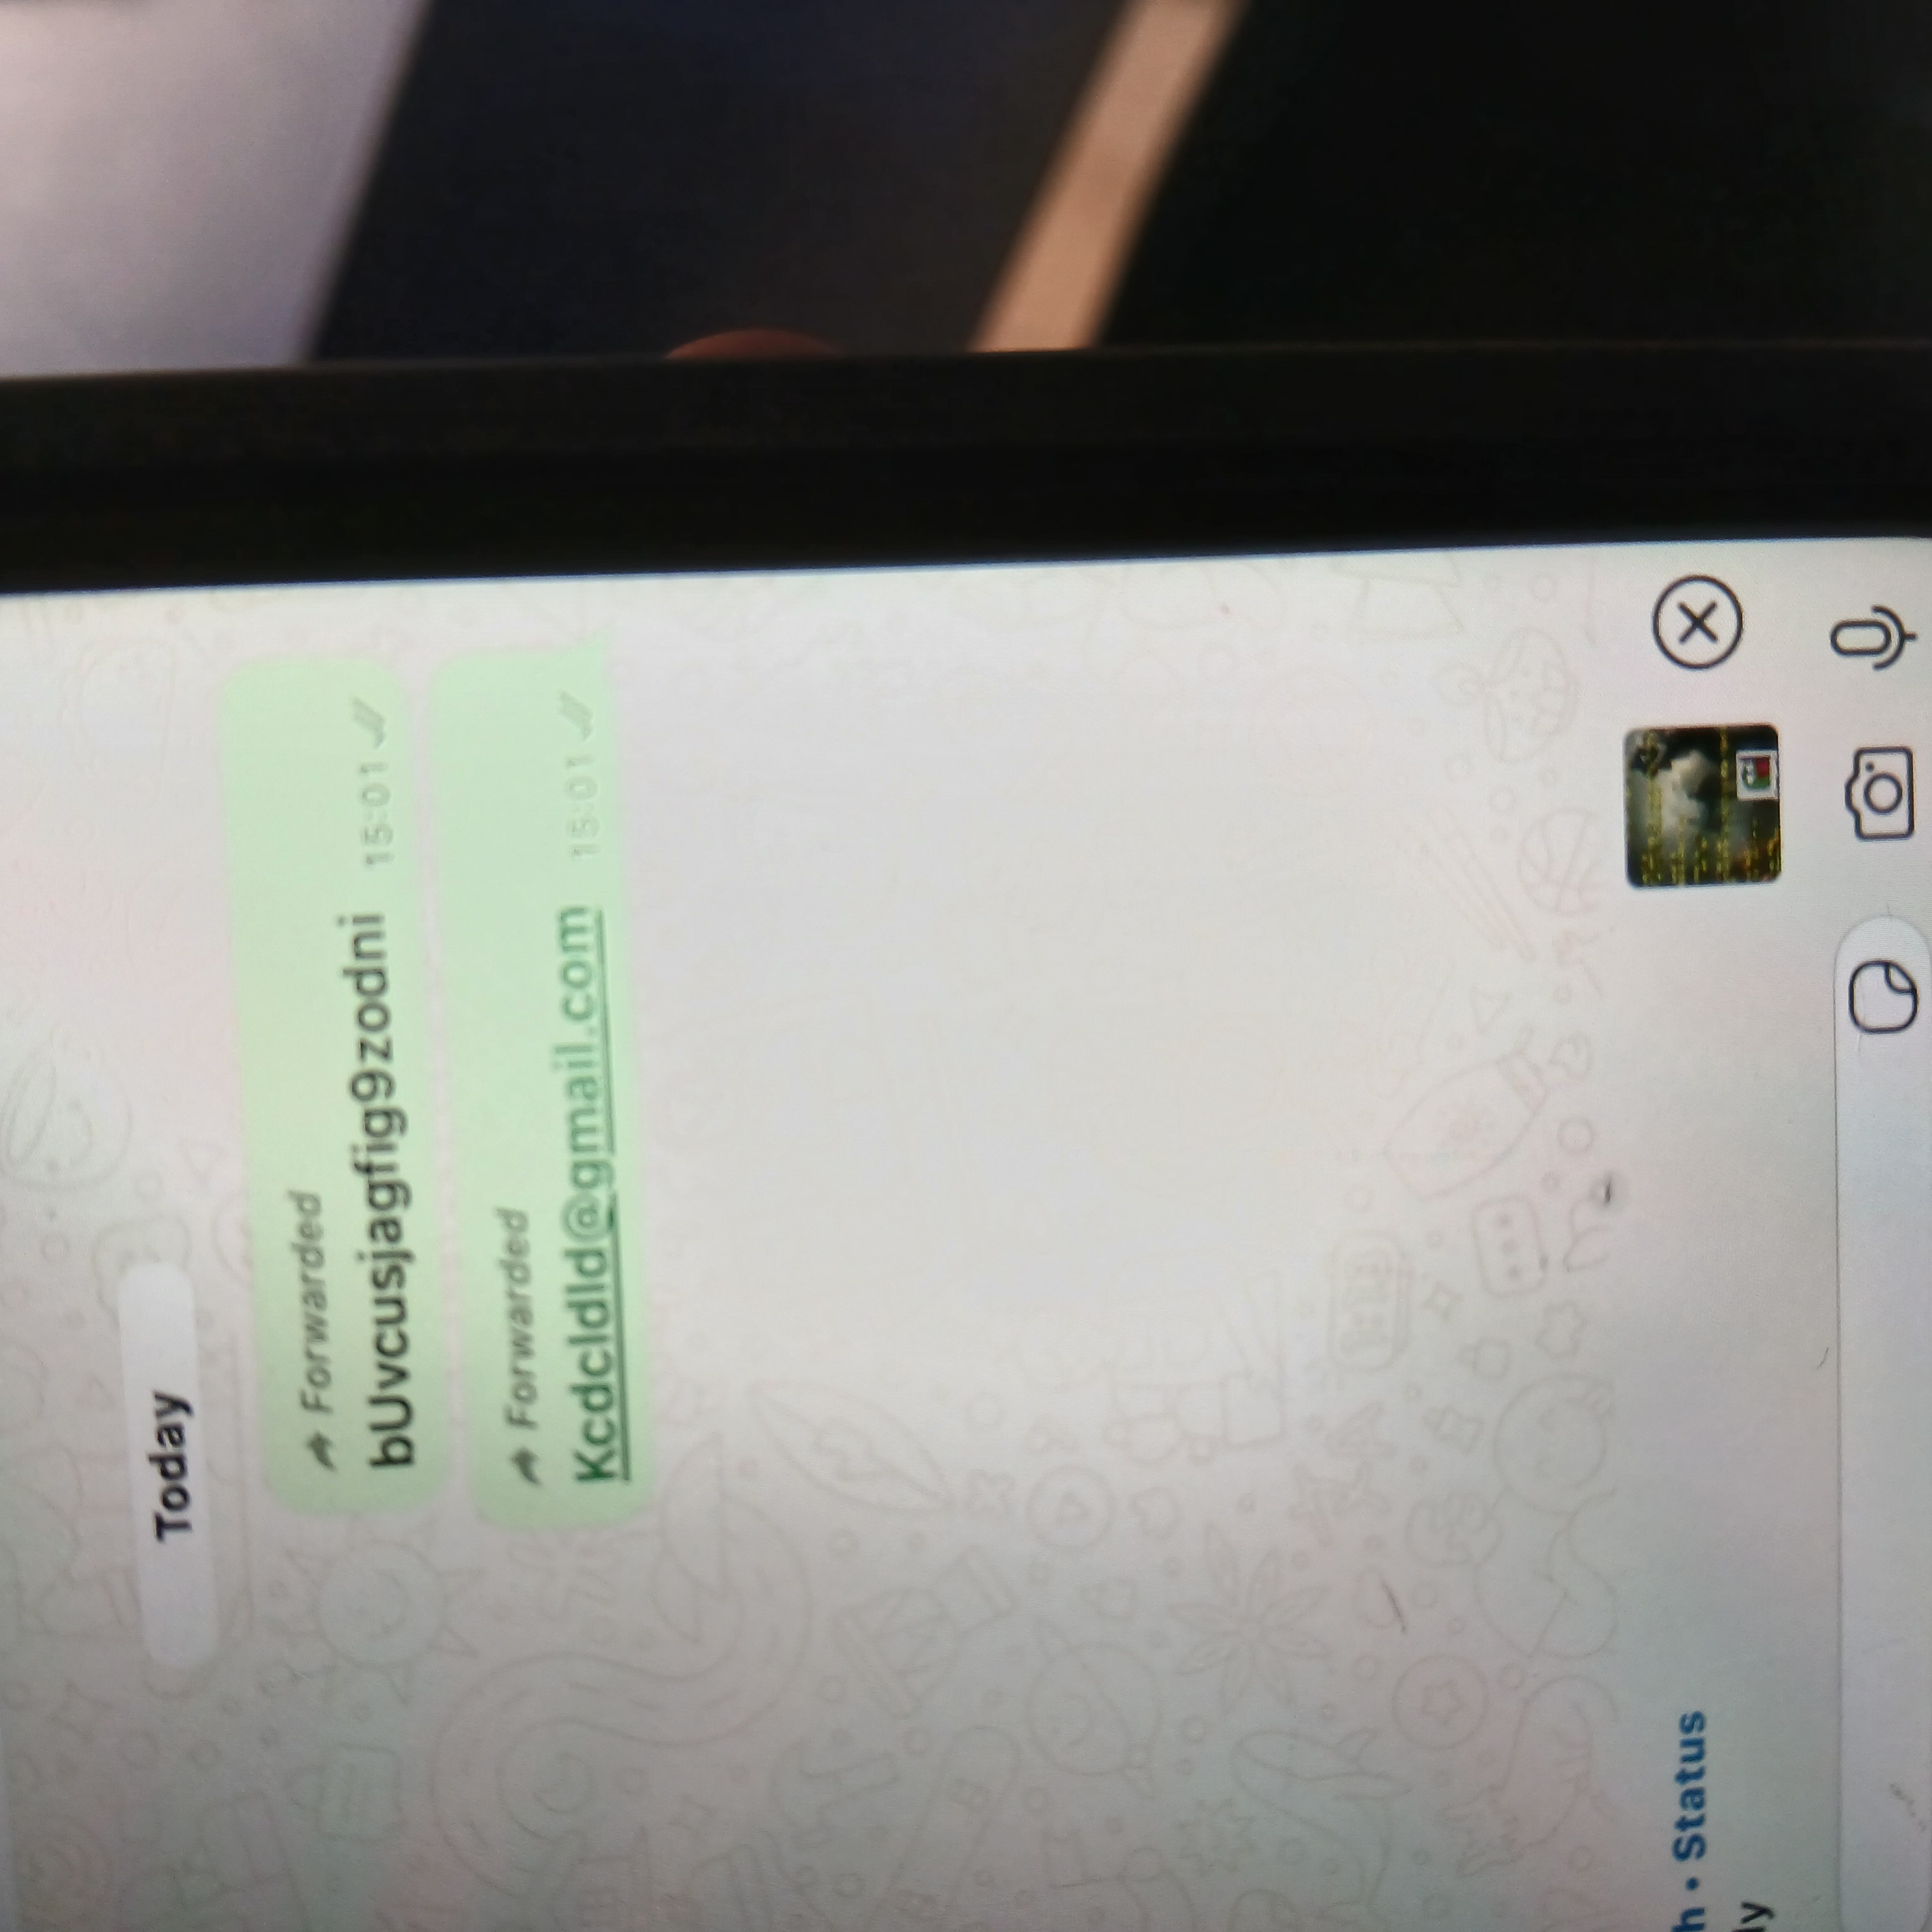 Today
Forwarded
bUvcusjagfig9zodni 15:01
Forwarded
Kcdcldld@gmail.com 15:01
h • Status
ly